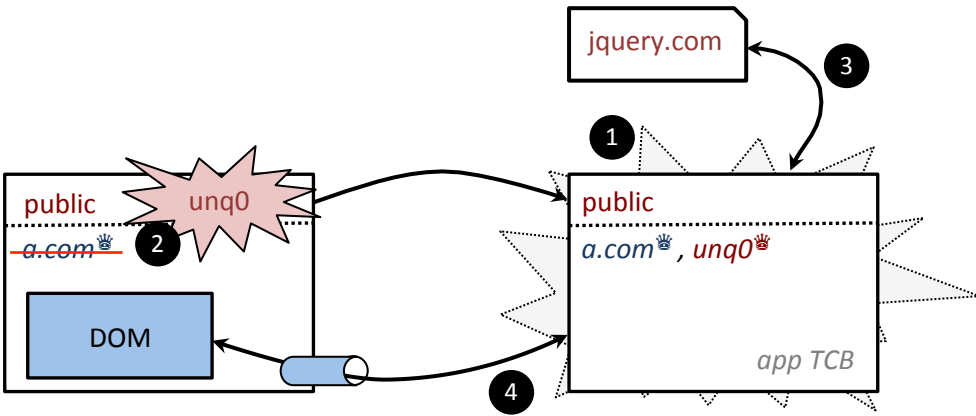 jquery.com
3
1
public
unq0
public
a.com
2
a.com , unq0
DOM
app TCB
4